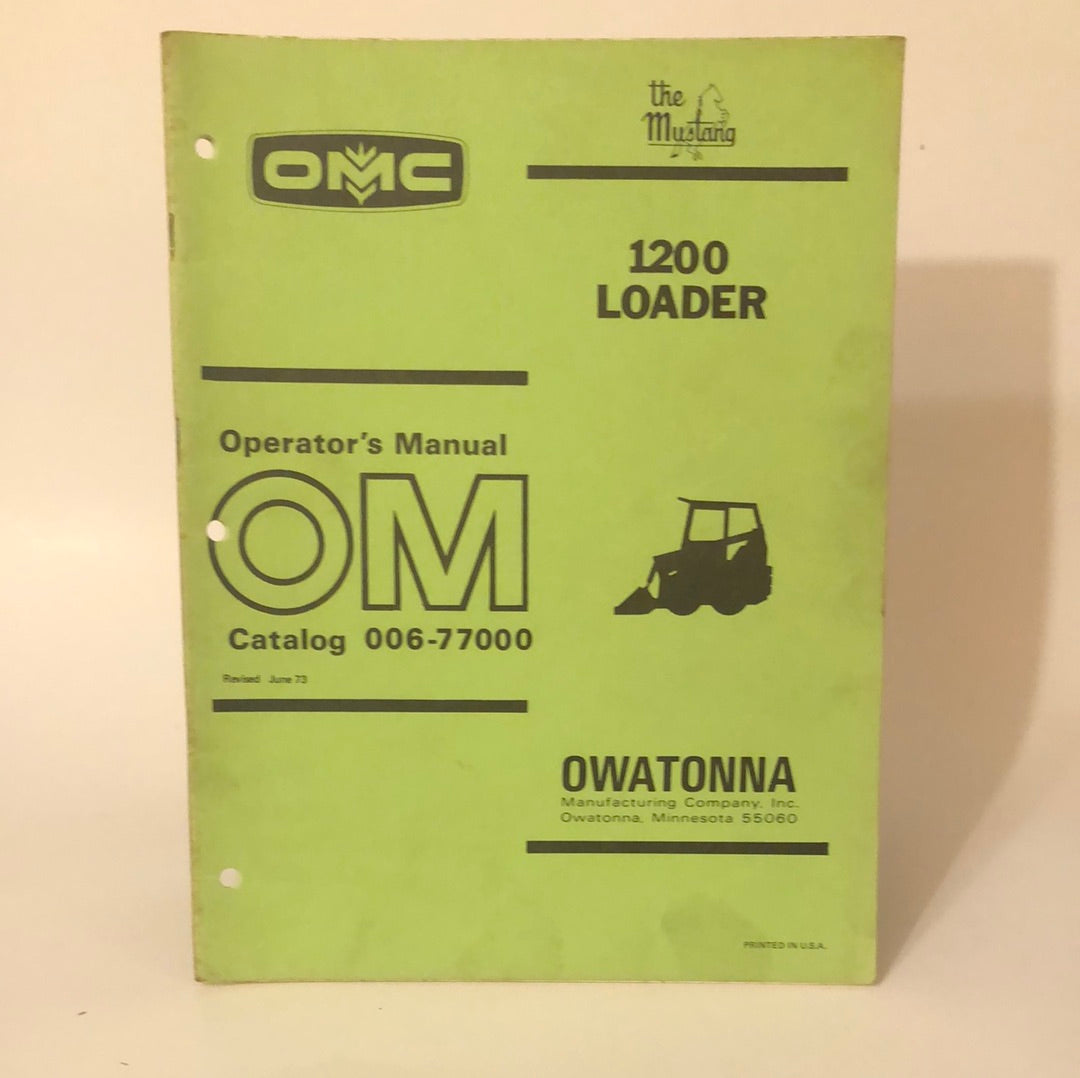 OMC
the
Mustang
1200
LOADER
Operator's Manual
OM
Catalog 006-77000
Revised June 73
OWATONNA
Manufacturing Company, Inc.
Owatonna, Minnesota 55060
PRINTED IN U.S.A.